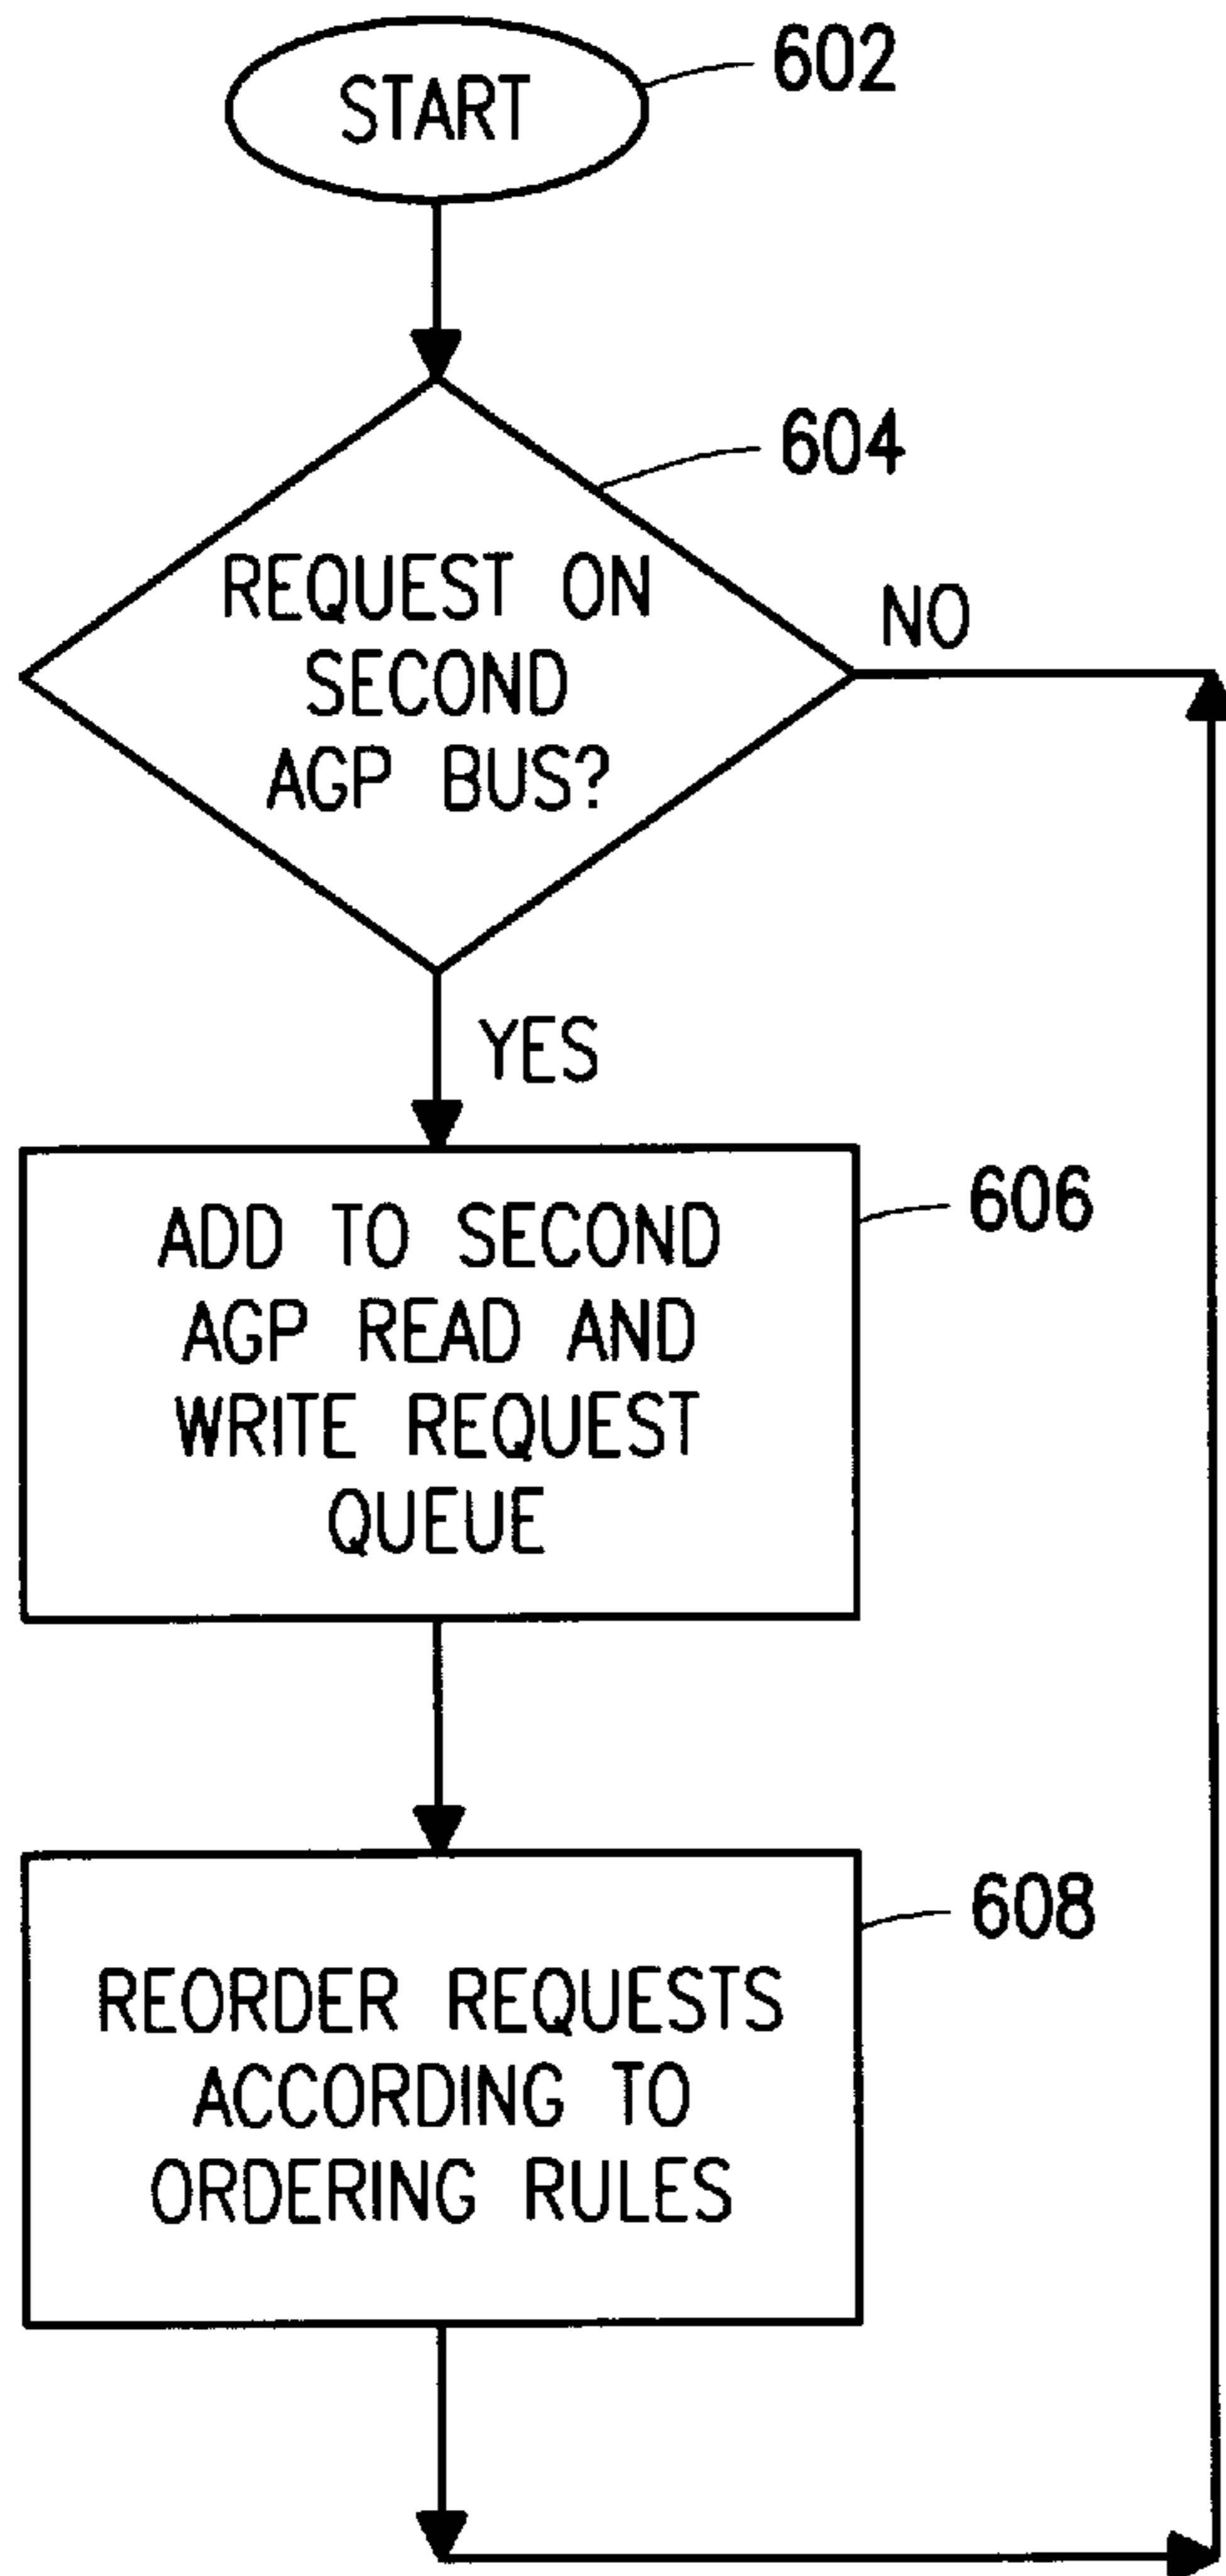 START
602
604
REQUEST ON
SECOND
AGP BUS?
NO
YES
606
ADD TO SECOND
AGP READ AND
WRITE REQUEST
QUEUE
608
REORDER REQUESTS
ACCORDING TO
ORDERING RULES